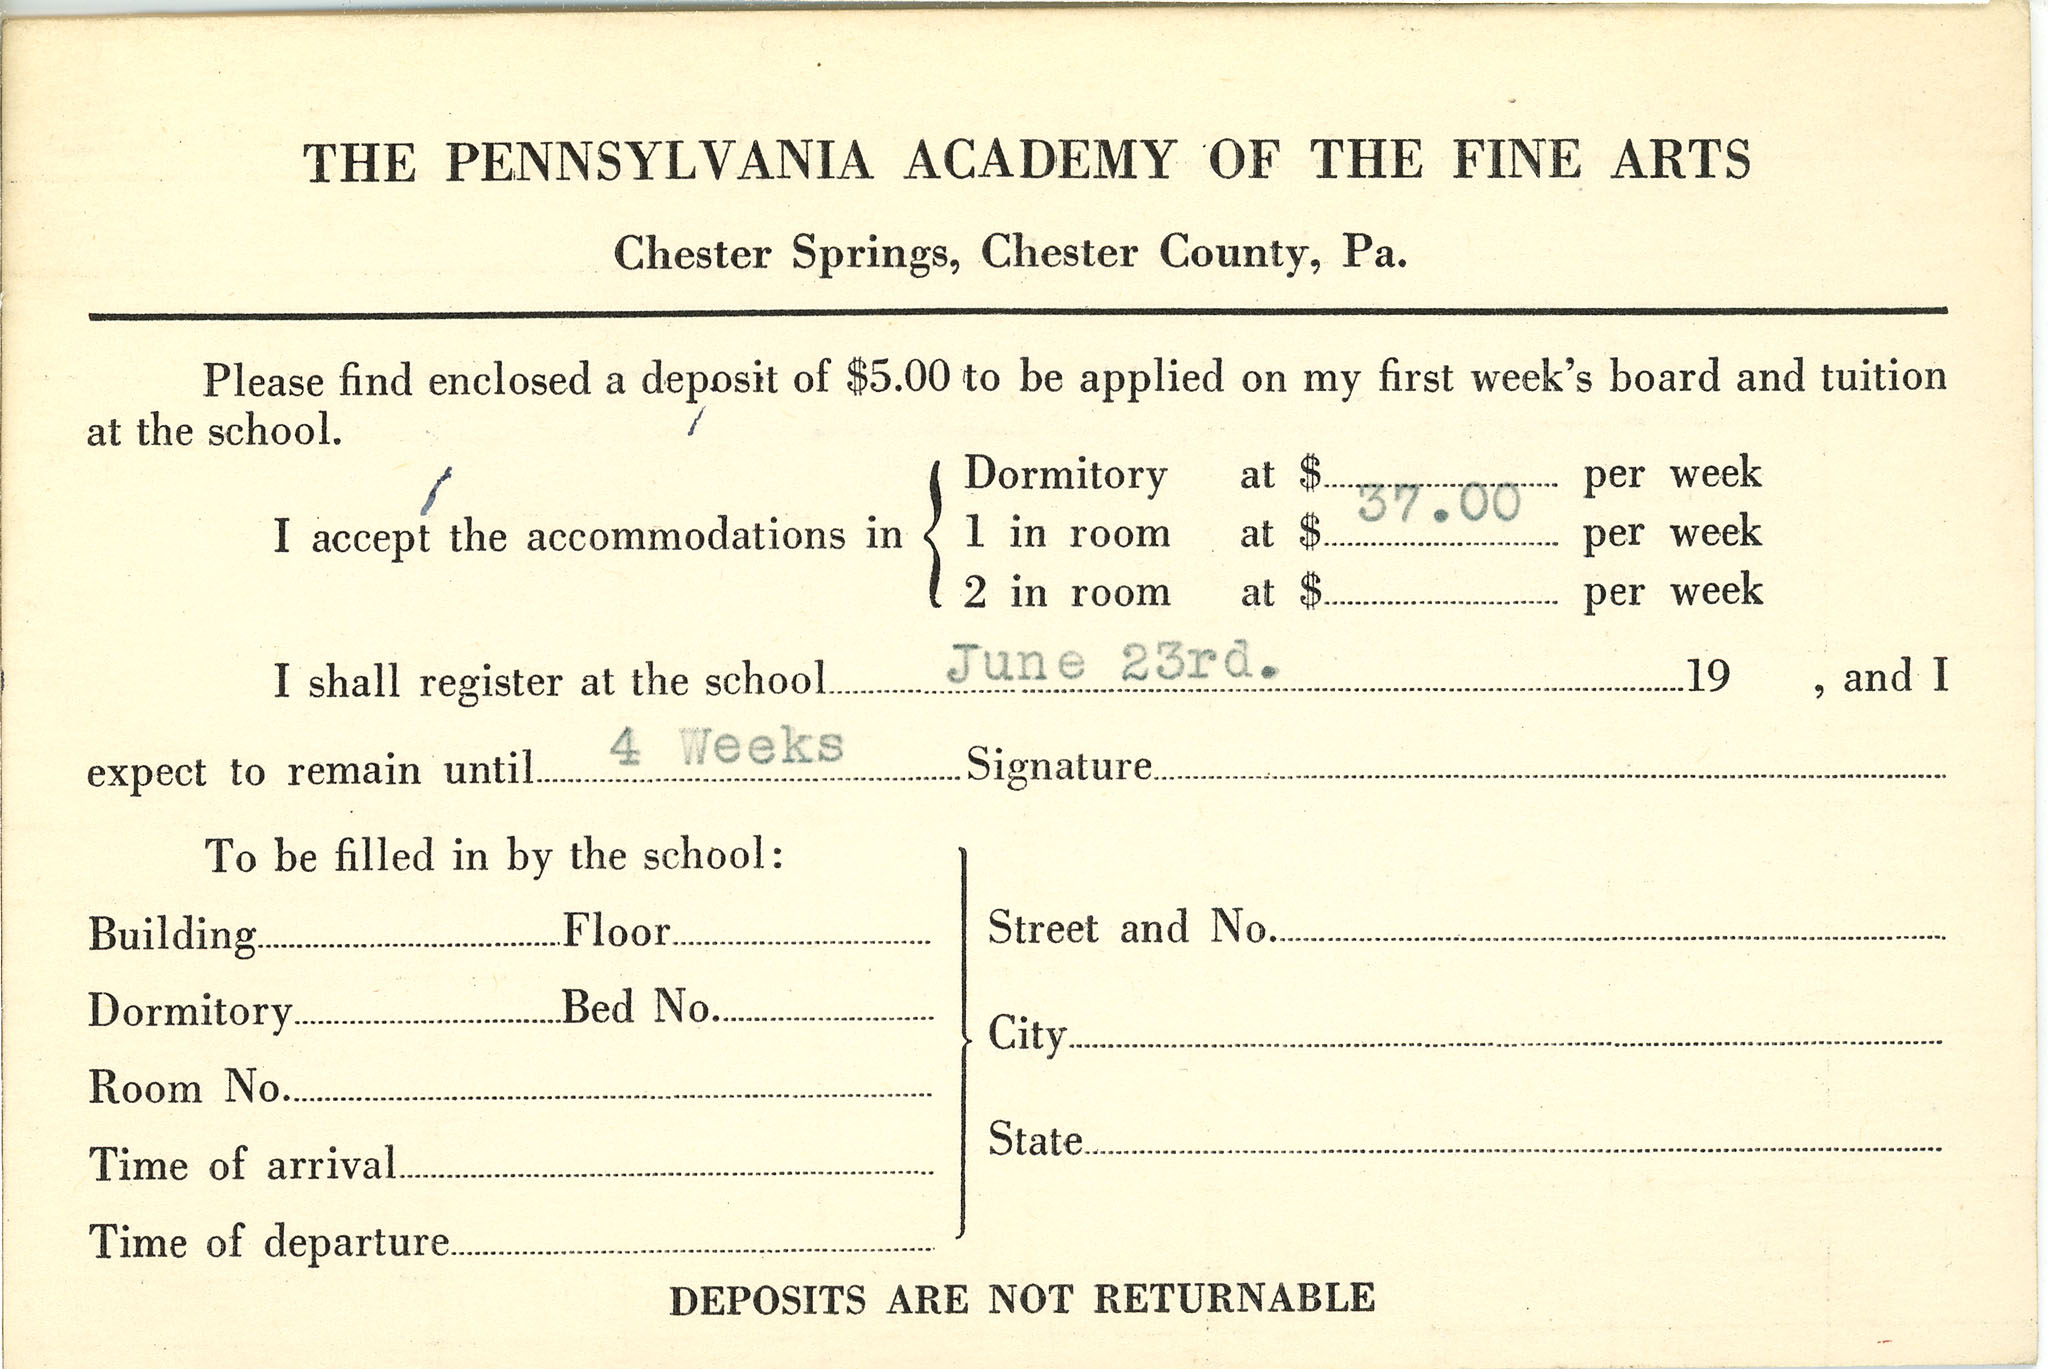 THE PENNSYLVANIA ACADEMY OF THE FINE ARTS
Chester Springs, Chester County, Pa.
Please find enclosed a deposit of $5.00 to be applied on my first week's board and tuition
at the school.
I accept the accommodations in
Dormitory at $ per week
1 in room at $ 37.00 per week
2 in room at $ per week
I shall register at the school June 23rd. 19 , and I
expect to remain until 4 Weeks Signature
To be filled in by the school:
Building Floor
Dormitory Bed No.
Room No.
Time of arrival
Time of departure
Street and No.
City
State
DEPOSITS ARE NOT RETURNABLE